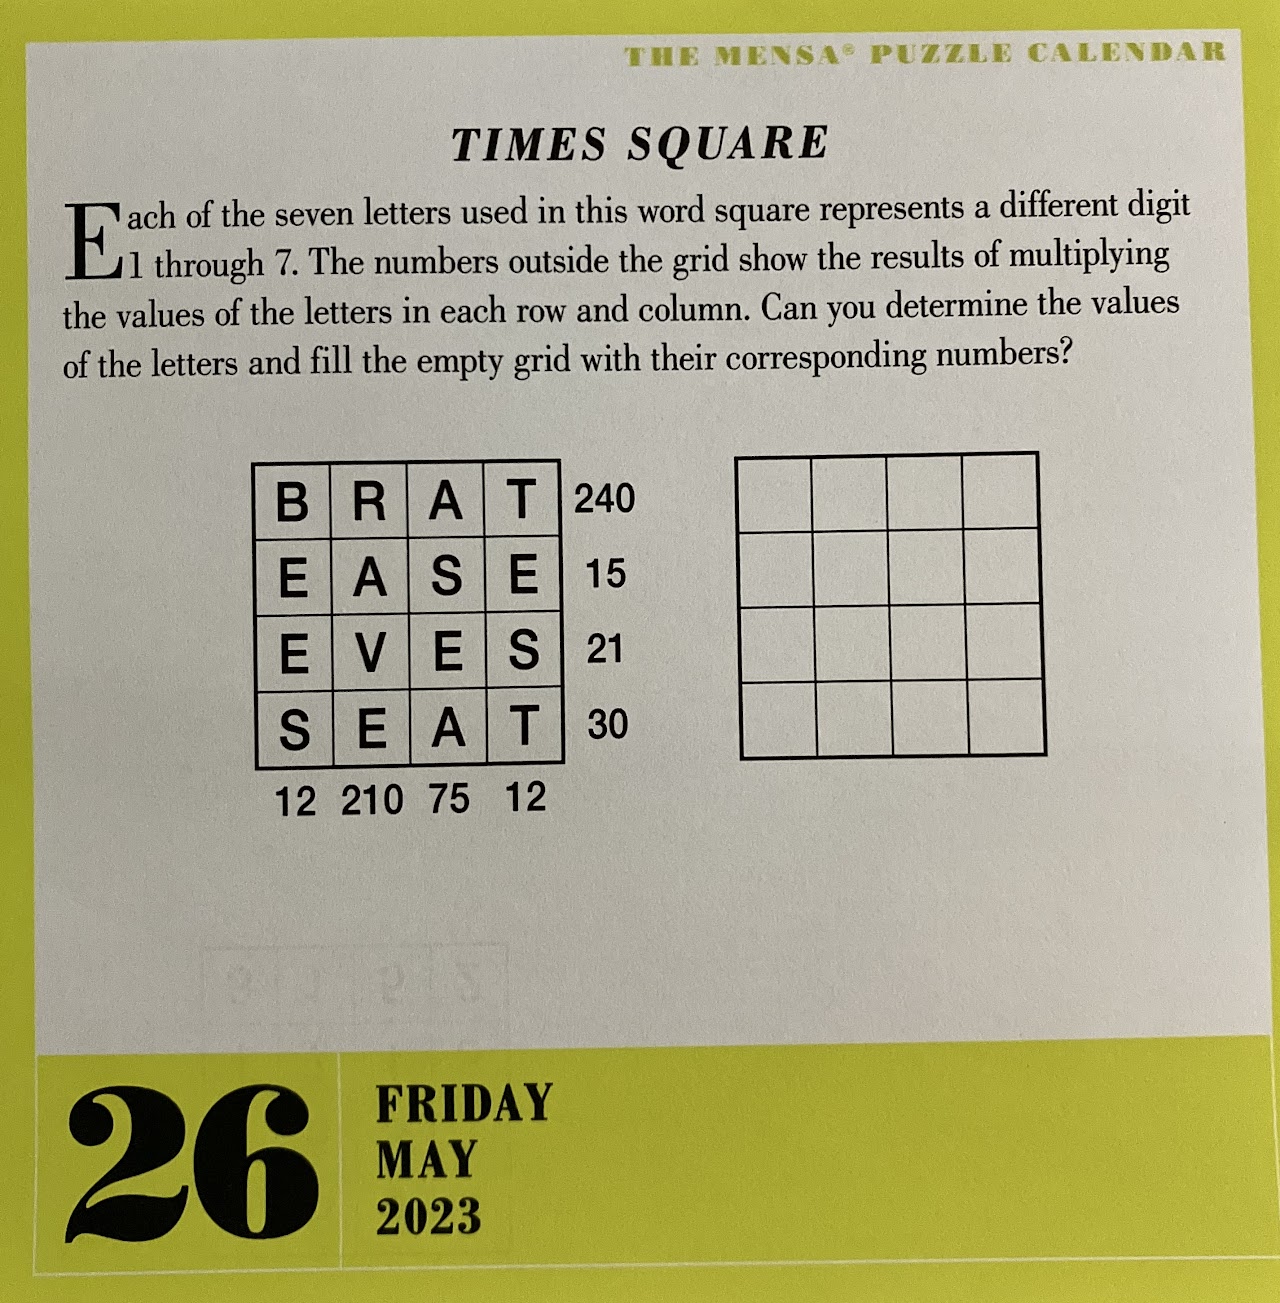 THE MENSA® PUZZLE CALENDAR
TIMES SQUARE
Each of the seven letters used in this word square represents a different digit
1 through 7. The numbers outside the grid show the results of multiplying
the values of the letters in each row and column. Can you determine the values
of the letters and fill the empty grid with their corresponding numbers?
B R A T 240
E A S E 15
E V E S 21
S E A T 30
12 210 75 12
26
FRIDAY
MAY
2023